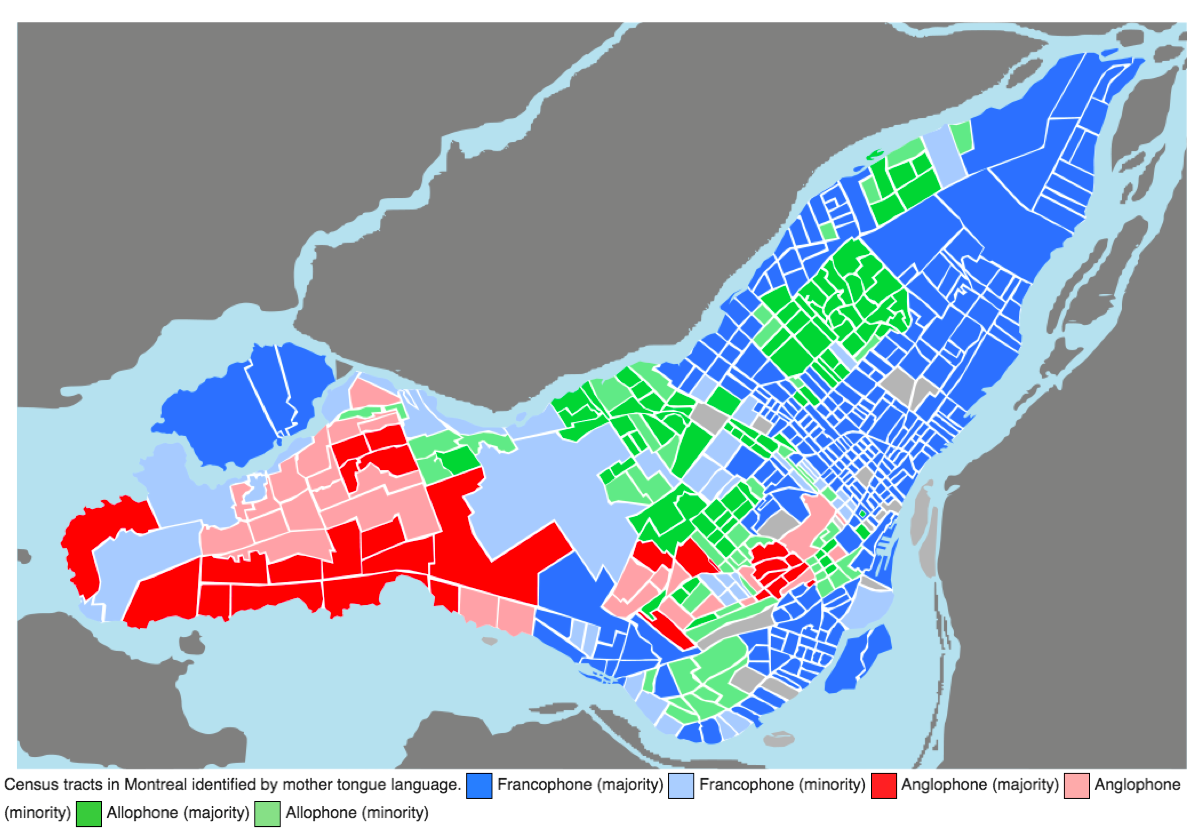 Census tracts in Montreal identified by mother tongue language. Francophone (majority) Francophone (minority) Anglophone (majority) Anglophone
(minority) Allophone (majority) Allophone (minority)